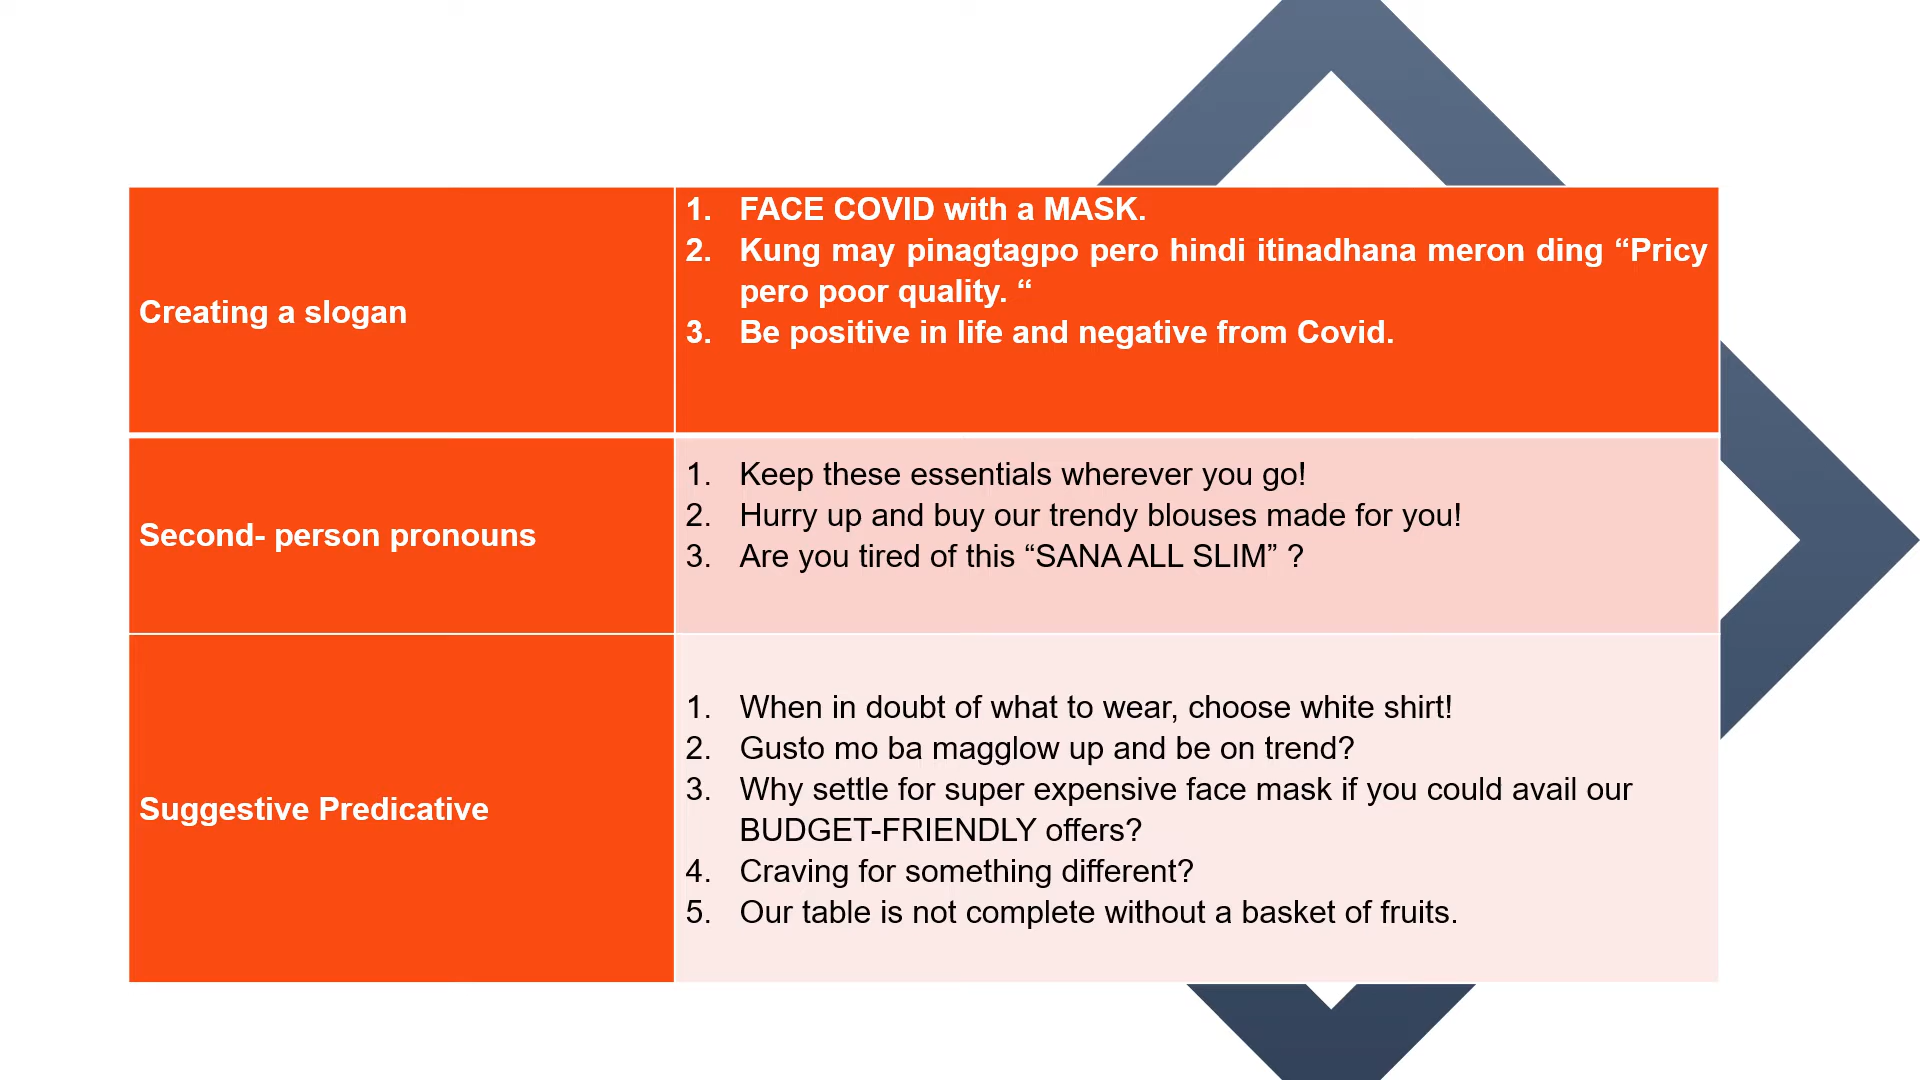 Creating a slogan
1. FACE COVID with a MASK.
2. Kung may pinagtagpo pero hindi itinadhana meron ding “Pricy
pero poor quality. “
3. Be positive in life and negative from Covid.
Second- person pronouns
1. Keep these essentials wherever you go!
2. Hurry up and buy our trendy blouses made for you!
3. Are you tired of this “SANA ALL SLIM” ?
Suggestive Predicative
1. When in doubt of what to wear, choose white shirt!
2. Gusto mo ba magglow up and be on trend?
3. Why settle for super expensive face mask if you could avail our
BUDGET-FRIENDLY offers?
4. Craving for something different?
5. Our table is not complete without a basket of fruits.